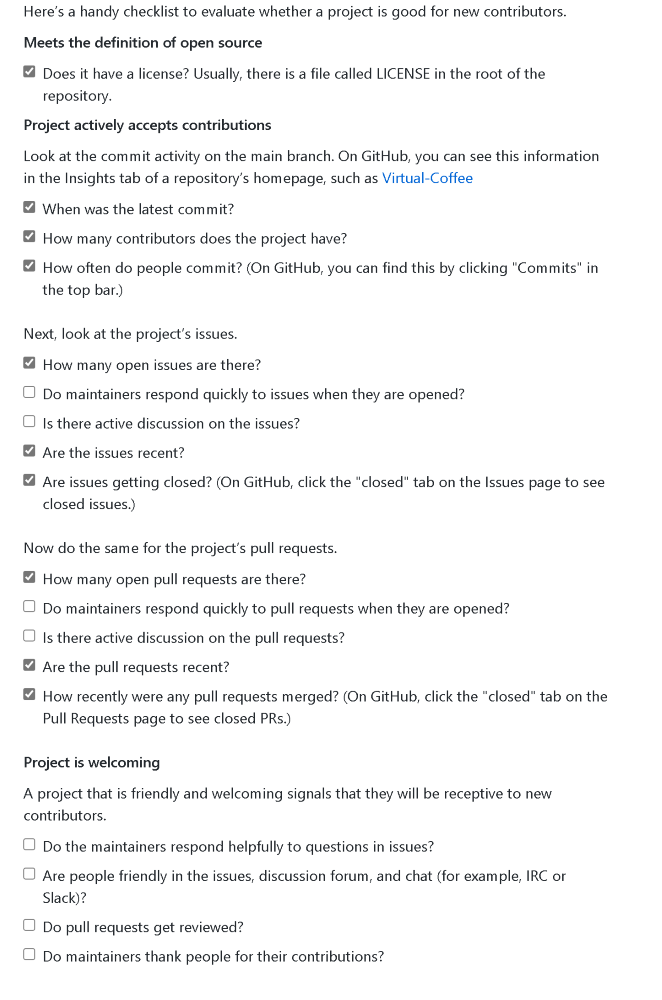 Here's a handy checklist to evaluate whether a project is good for new contributors.
Meets the definition of open source
Does it have a license? Usually, there is a file called LICENSE in the root of the
repository.
Project actively accepts contributions
Look at the commit activity on the main branch. On GitHub, you can see this information
in the Insights tab of a repository's homepage, such as Virtual-Coffee
When was the latest commit?
How many contributors does the project have?
How often do people commit? (On GitHub, you can find this by clicking "Commits" in
the top bar.)
Next, look at the project's issues.
How many open issues are there?
Do maintainers respond quickly to issues when they are opened?
Is there active discussion on the issues?
Are the issues recent?
Are issues getting closed? (On GitHub, click the "closed" tab on the Issues page to see
closed issues.)
Now do the same for the project's pull requests.
How many open pull requests are there?
Do maintainers respond quickly to pull requests when they are opened?
Is there active discussion on the pull requests?
Are the pull requests recent?
How recently were any pull requests merged? (On GitHub, click the "closed" tab on the
Pull Requests page to see closed PRs.)
Project is welcoming
A project that is friendly and welcoming signals that they will be receptive to new
contributors.
Do the maintainers respond helpfully to questions in issues?
Are people friendly in the issues, discussion forum, and chat (for example, IRC or
Slack)?
Do pull requests get reviewed?
Do maintainers thank people for their contributions?